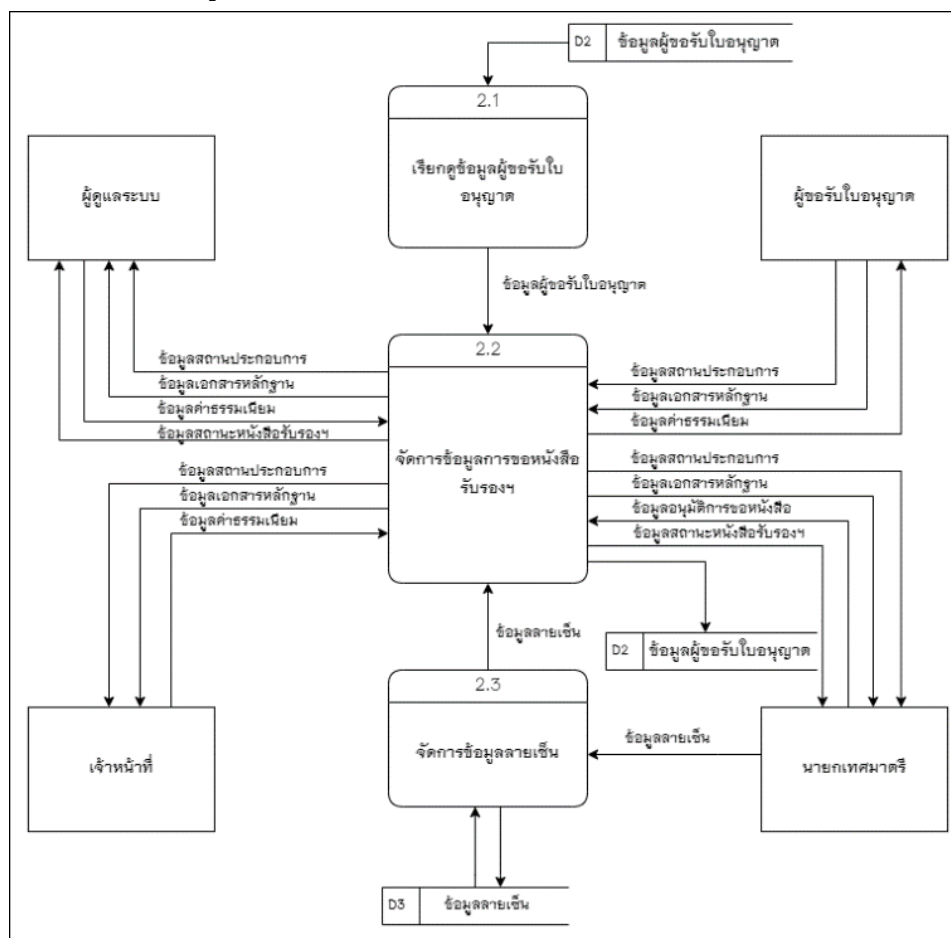 D2 ข้อมูลผู้ขอรับใบอนุญาต
2.1
เรียกดูข้อมูลผู้ขอรับใบ
อนุญาต
ผู้ดูแลระบบ
ผู้ขอรับใบอนุญาต
ข้อมูลผู้ขอรับใบอนุญาต
2.2
จัดการข้อมูลการขอหนังสือ
รับรองฯ
ข้อมูลสถานประกอบการ
ข้อมูลเอกสารหลักฐาน
ข้อมูลค่าธรรมเนียม
ข้อมูลสถานะหนังสือรับรองฯ
ข้อมูลสถานประกอบการ
ข้อมูลเอกสารหลักฐาน
ข้อมูลค่าธรรมเนียม
ข้อมูลสถานประกอบการ
ข้อมูลเอกสารหลักฐาน
ข้อมูลค่าธรรมเนียม
ข้อมูลสถานประกอบการ
ข้อมูลเอกสารหลักฐาน
ข้อมูลอนุมัติการขอหนังสือ
ข้อมูลสถานะหนังสือรับรองฯ
ข้อมูลลายเซ็น
D2 ข้อมูลผู้ขอรับใบอนุญาต
2.3
จัดการข้อมูลลายเซ็น
ข้อมูลลายเซ็น
เจ้าหน้าที่
นายกเทศมาตรี
D3 ข้อมูลลายเซ็น